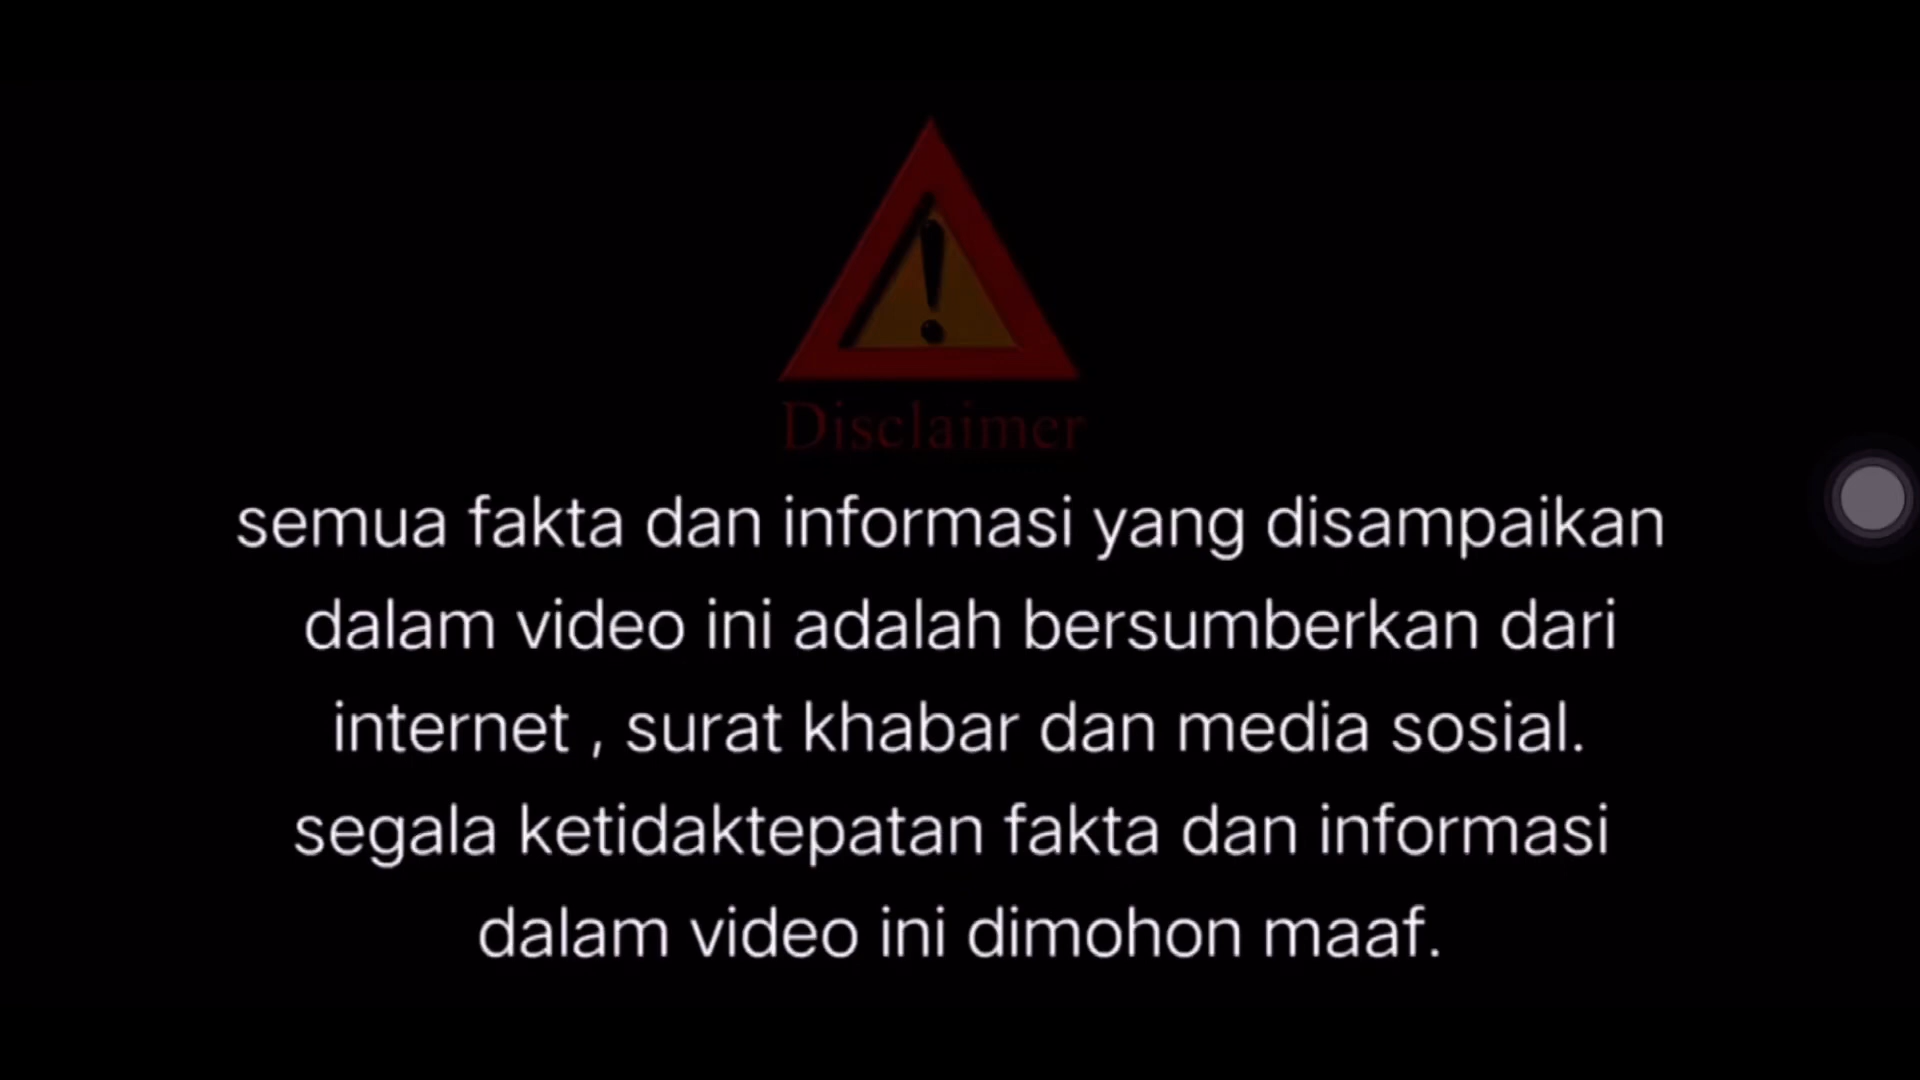 Disclaimer
semua fakta dan informasi yang disampaikan
dalam video ini adalah bersumberkan dari
internet , surat khabar dan media sosial.
segala ketidaktepatan fakta dan informasi
dalam video ini dimohon maaf.